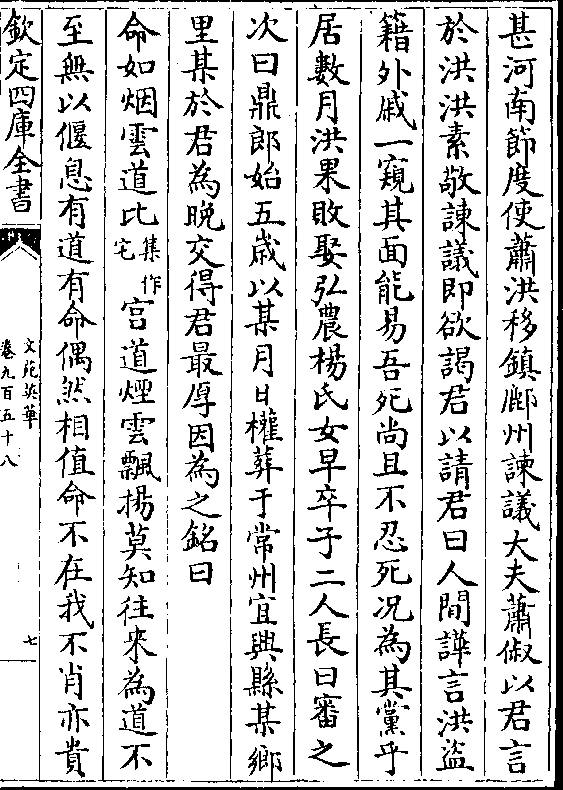 甚河南節度使蕭洪移鎮鄜州諫議大夫蕭俶以君言
於洪洪素敬諫議即欲謁君以請君曰人間譁言洪盜
籍外戚一窺其面能易吾死尚且不忍死况為其黨乎
居數月洪果敗娶弘農楊氏女早卒子二人長曰審之
次曰鼎郎始五歳以某月日權葬于常州宜興縣某鄉
里某於君為晚交得君最厚因為之銘曰
命如烟雲道比集作宅宫道煙雲飄揚莫知往來為道不
至無以偃息有道有命偶然相值命不在我不肖亦貴
欽定四庫全書
文苑英華
卷九百五十八
七